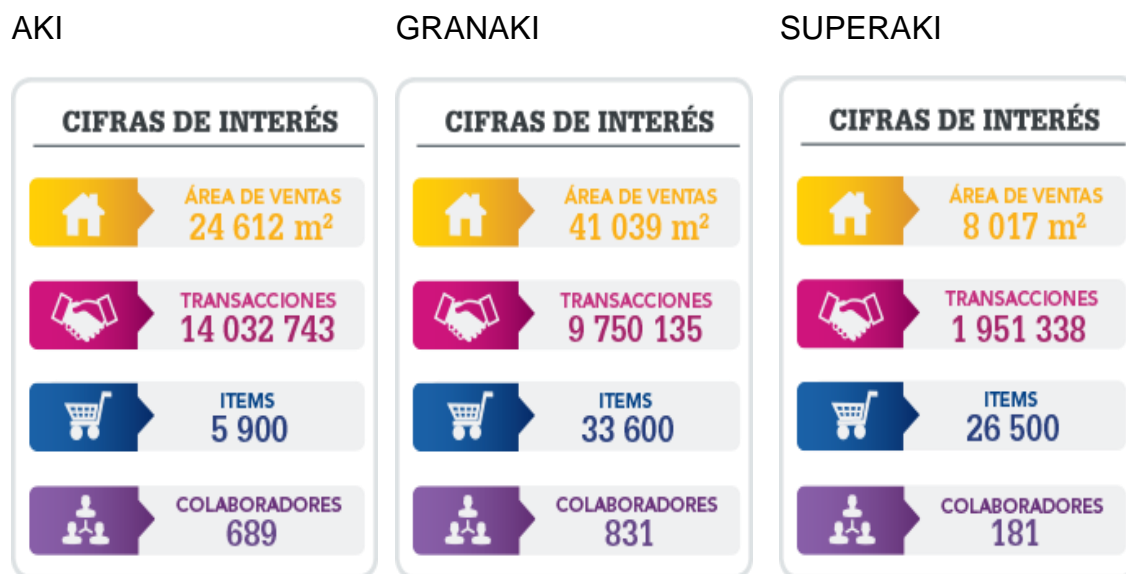 AKI
GRANAKI
SUPERAKI
CIFRAS DE INTERÉS
ÁREA DE VENTAS
24 612 m²
TRANSACCIONES
14 032 743
ITEMS
5 900
COLABORADORES
689
CIFRAS DE INTERÉS
ÁREA DE VENTAS
41 039 m²
TRANSACCIONES
9 750 135
ITEMS
33 600
COLABORADORES
831
CIFRAS DE INTERÉS
ÁREA DE VENTAS
8 017 m²
TRANSACCIONES
1 951 338
ITEMS
26 500
COLABORADORES
181